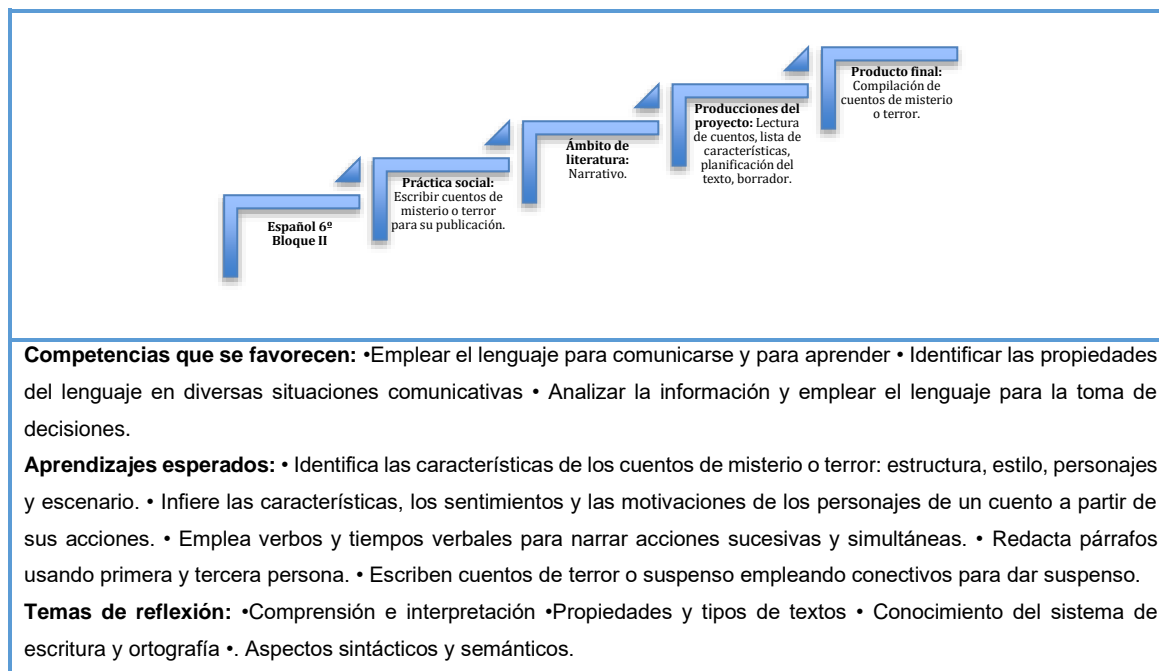 Español 6º
Bloque II
Práctica social:
Escribir cuentos de
misterio o terror
para su publicación.
Ámbito de
literatura:
Narrativo.
Producciones del
proyecto: Lectura
de cuentos, lista de
características,
planificación del
texto, borrador.
Producto final:
Compilación de
cuentos de misterio
o terror.
Competencias que se favorecen: •Emplear el lenguaje para comunicarse y para aprender • Identificar las propiedades
del lenguaje en diversas situaciones comunicativas • Analizar la información y emplear el lenguaje para la toma de
decisiones.
Aprendizajes esperados: • Identifica las características de los cuentos de misterio o terror: estructura, estilo, personajes
y escenario. • Infiere las características, los sentimientos y las motivaciones de los personajes de un cuento a partir de
sus acciones. • Emplea verbos y tiempos verbales para narrar acciones sucesivas y simultáneas. • Redacta párrafos
usando primera y tercera persona. • Escriben cuentos de terror o suspenso empleando conectivos para dar suspenso.
Temas de reflexión: •Comprensión e interpretación •Propiedades y tipos de textos • Conocimiento del sistema de
escritura y ortografía •. Aspectos sintácticos y semánticos.